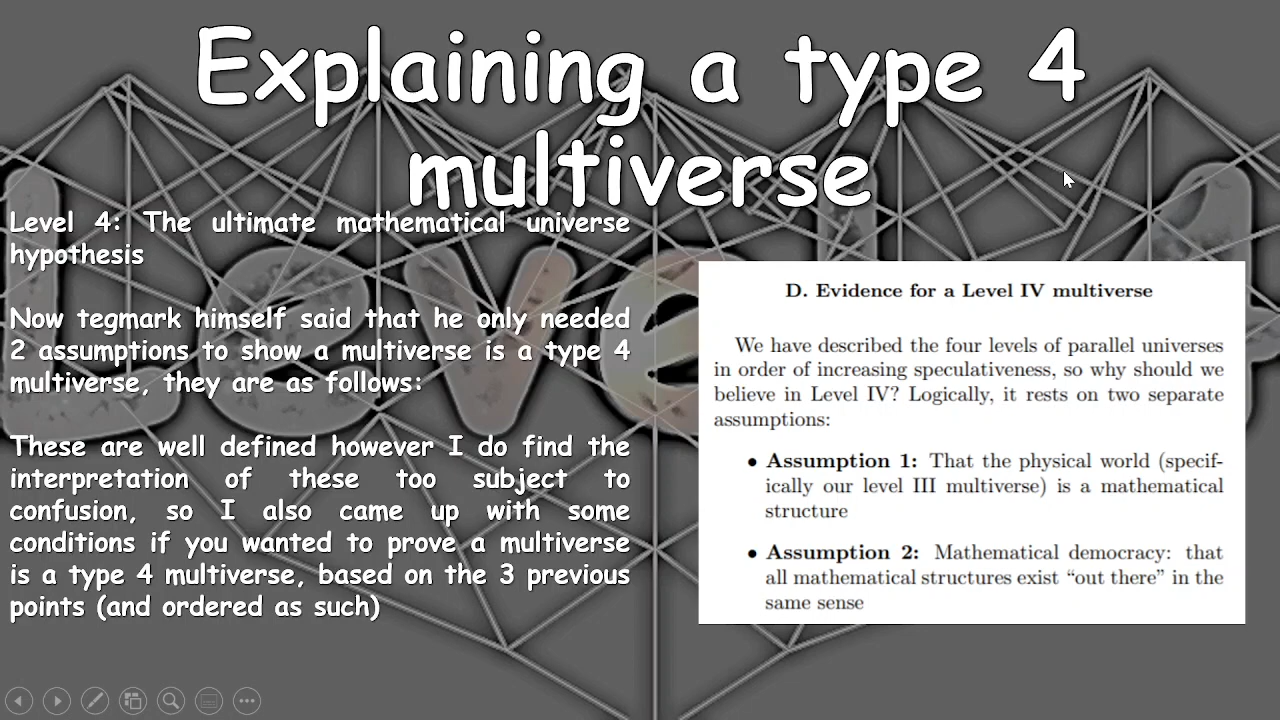 Explaining a type 4
multiverse
Level 4: The ultimate mathematical universe
hypothesis
Now tegmark himself said that he only needed
2 assumptions to show a multiverse is a type 4
multiverse, they are as follows:
These are well defined however I do find the
interpretation of these too subject to
confusion, so I also came up with some
conditions if you wanted to prove a multiverse
is a type 4 multiverse, based on the 3 previous
points (and ordered as such)
D. Evidence for a Level IV multiverse
We have described the four levels of parallel universes
in order of increasing speculativeness, so why should we
believe in Level IV? Logically, it rests on two separate
assumptions:
• Assumption 1: That the physical world (specif-
ically our level III multiverse) is a mathematical
structure
• Assumption 2: Mathematical democracy: that
all mathematical structures exist “out there” in the
same sense
Level 4